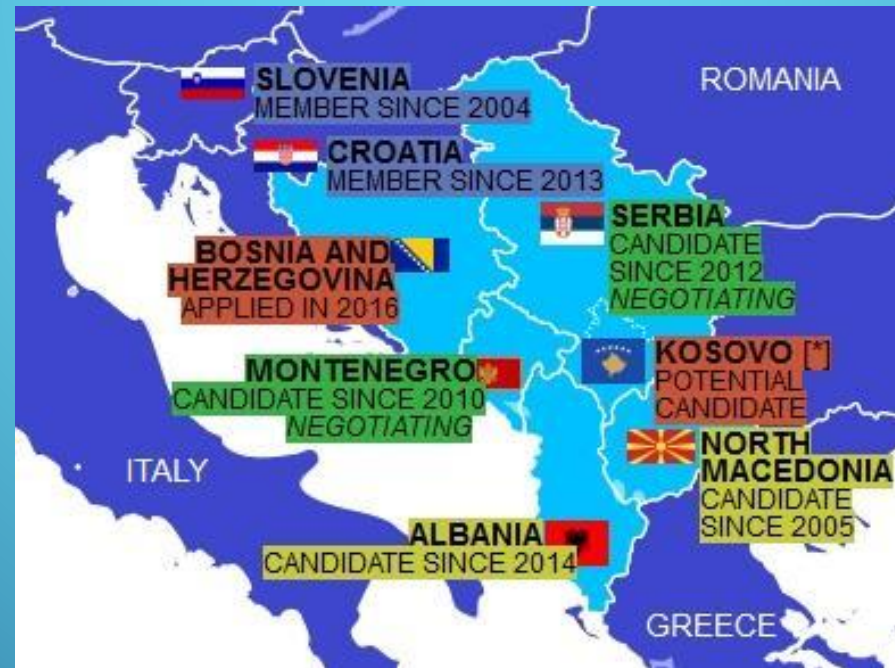 SLOVENIA
MEMBER SINCE 2004
ROMANIA
CROATIA
MEMBER SINCE 2013
SERBIA
CANDIDATE
SINCE 2012
NEGOTIATING
BOSNIA AND
HERZEGOVINA
APPLIED IN 2016
KOSOVO [*]
POTENTIAL
CANDIDATE
MONTENEGRO
CANDIDATE SINCE 2010
NEGOTIATING
NORTH
MACEDONIA
CANDIDATE
SINCE 2005
ITALY
ALBANIA
CANDIDATE SINCE 2014
GREECE